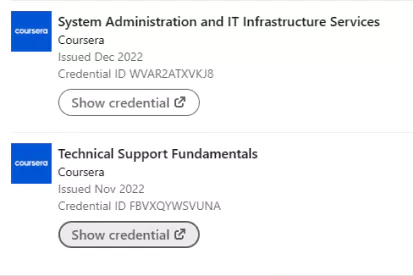 coursera
System Administration and IT Infrastructure Services
Coursera
Issued Dec 2022
Credential ID WVAR2ATXVKJ8
Show credential
coursera
Technical Support Fundamentals
Coursera
Issued Nov 2022
Credential ID FBVXQYWSVUNA
Show credential